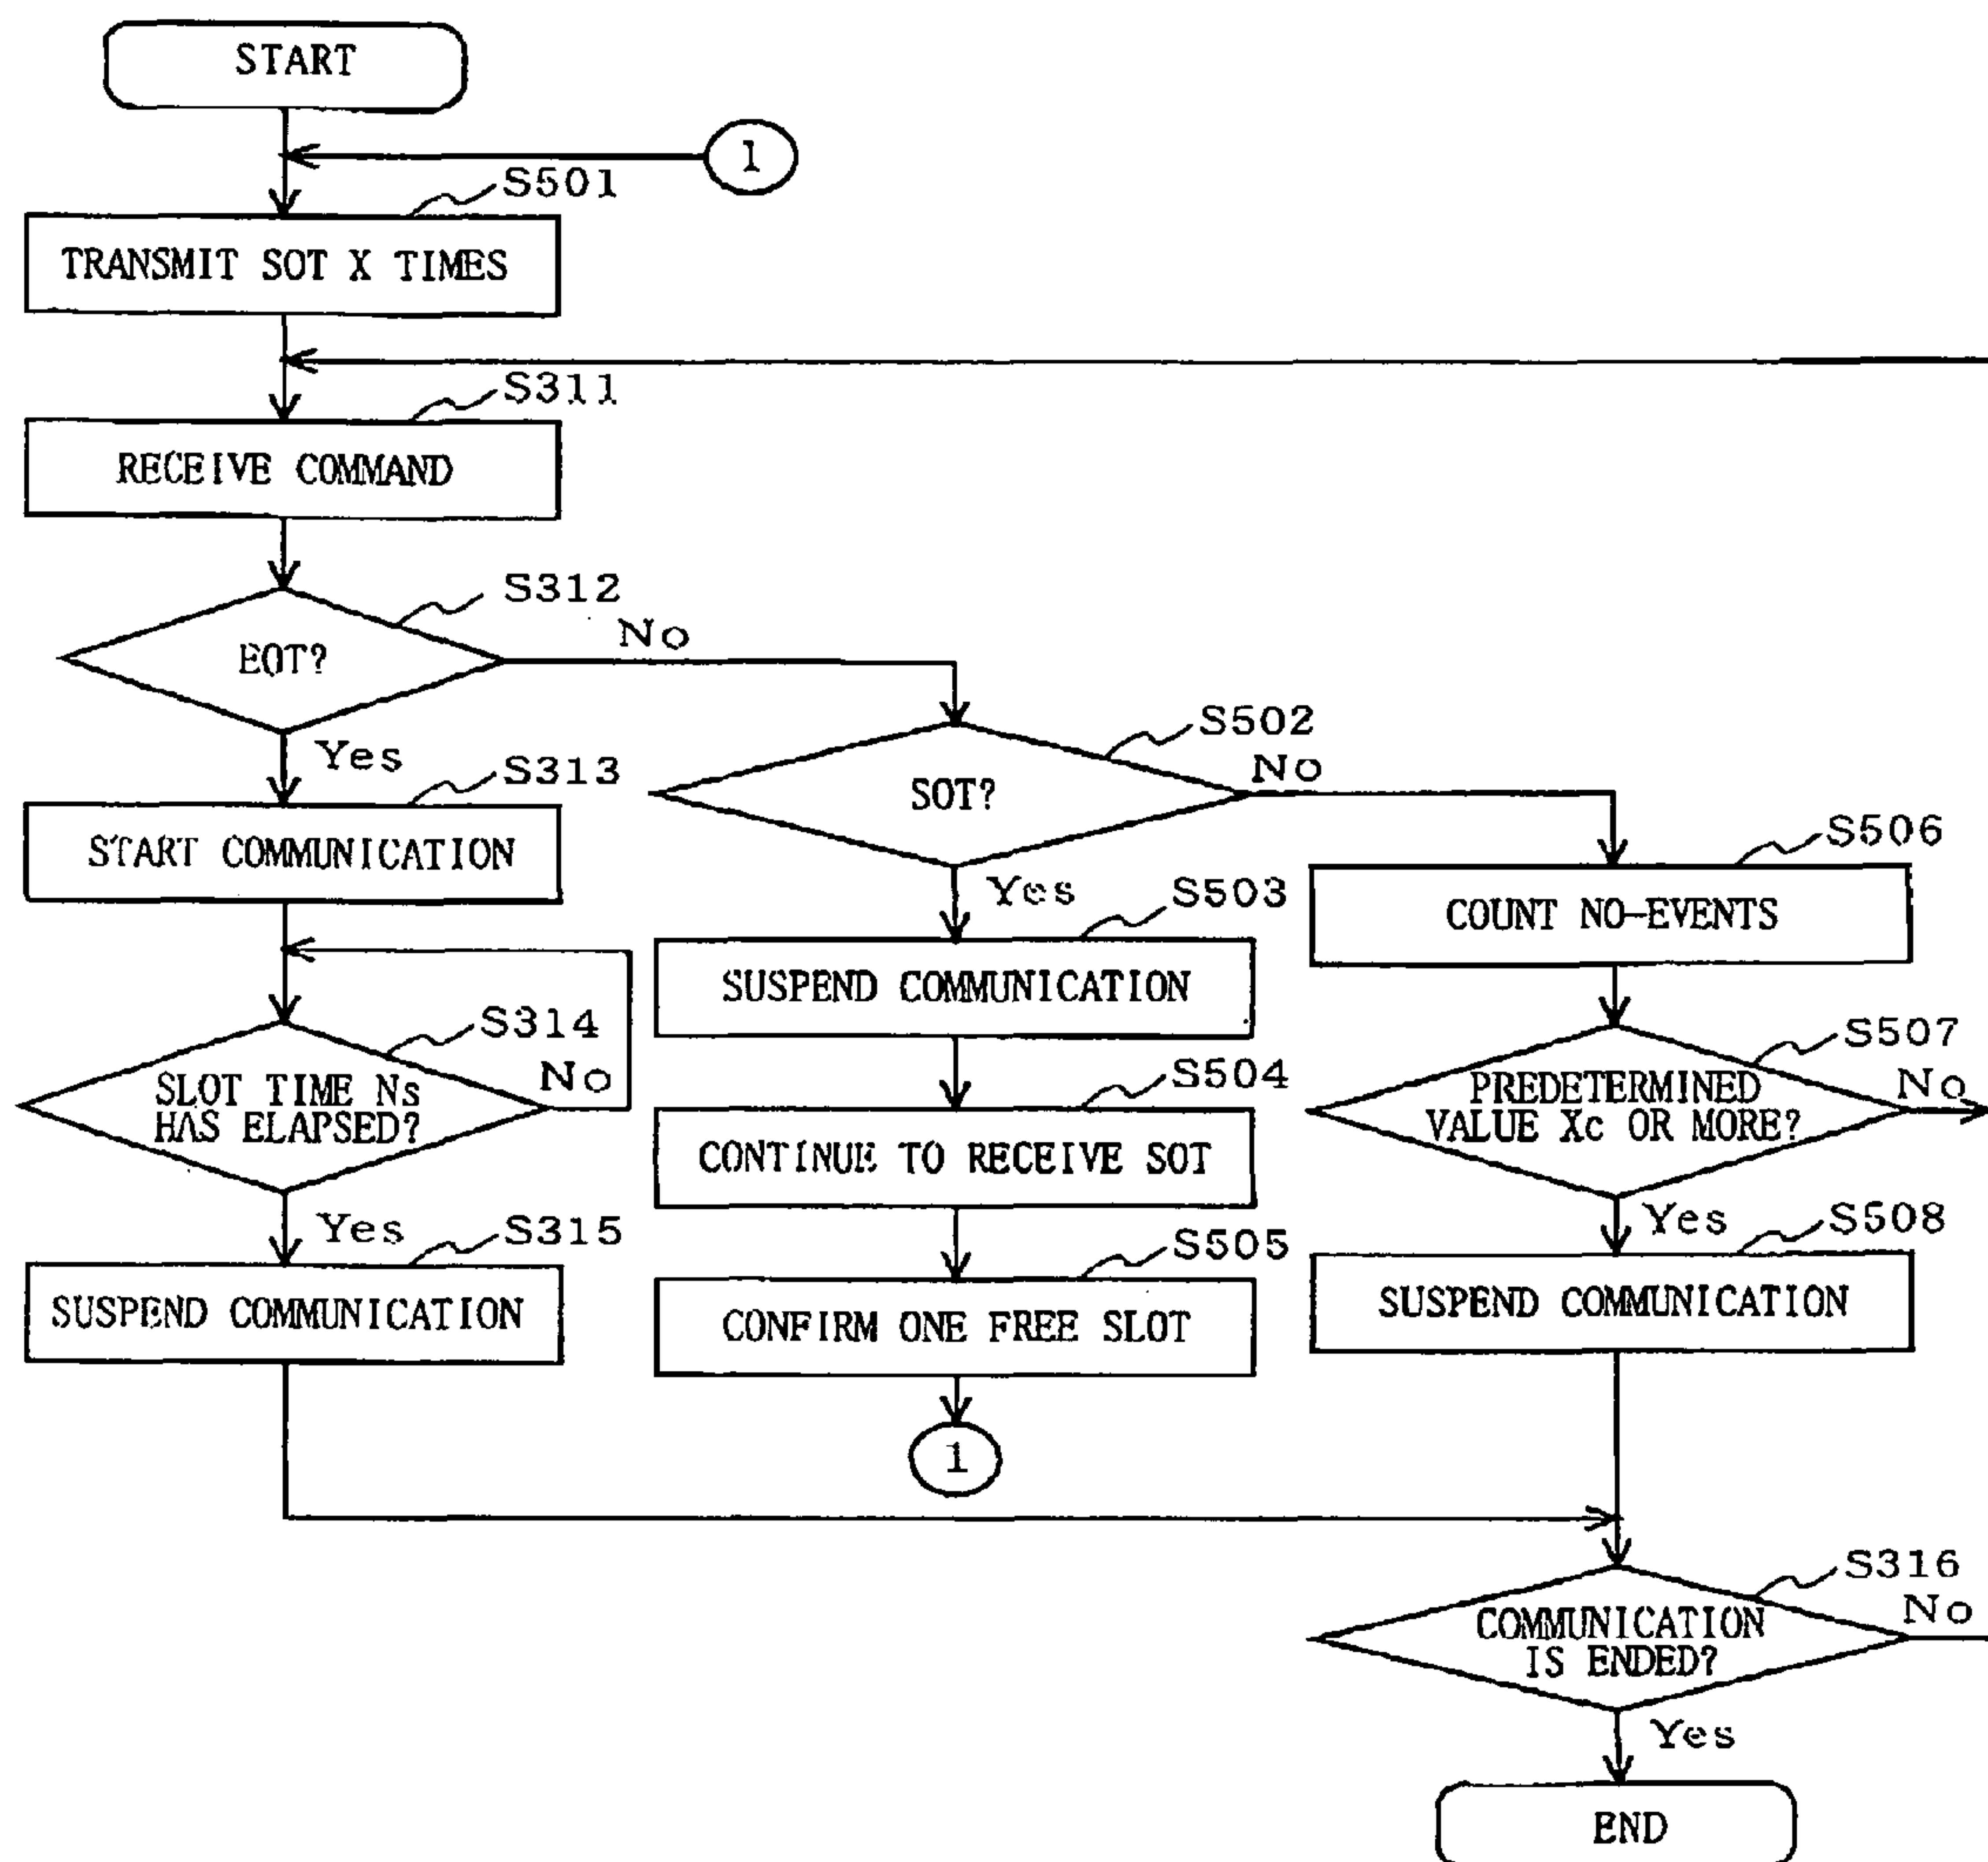 START
1
S501
TRANSMIT SOT X TIMES
S311
RECEIVE COMMAND
S312
EOT?
No
Yes
S313
START COMMUNICATION
S314
SLOT TIME Ns
HAS ELAPSED?
No
Yes
S315
SUSPEND COMMUNICATION
S502
SOT?
No
Yes
S503
SUSPEND COMMUNICATION
S504
CONTINUE TO RECEIVE SOT
S505
CONFIRM ONE FREE SLOT
1
S506
COUNT NO-EVENTS
S507
PREDETERMINED
VALUE Xc OR MORE?
No
Yes
S508
SUSPEND COMMUNICATION
S316
COMMUNICATION
IS ENDED?
No
Yes
END